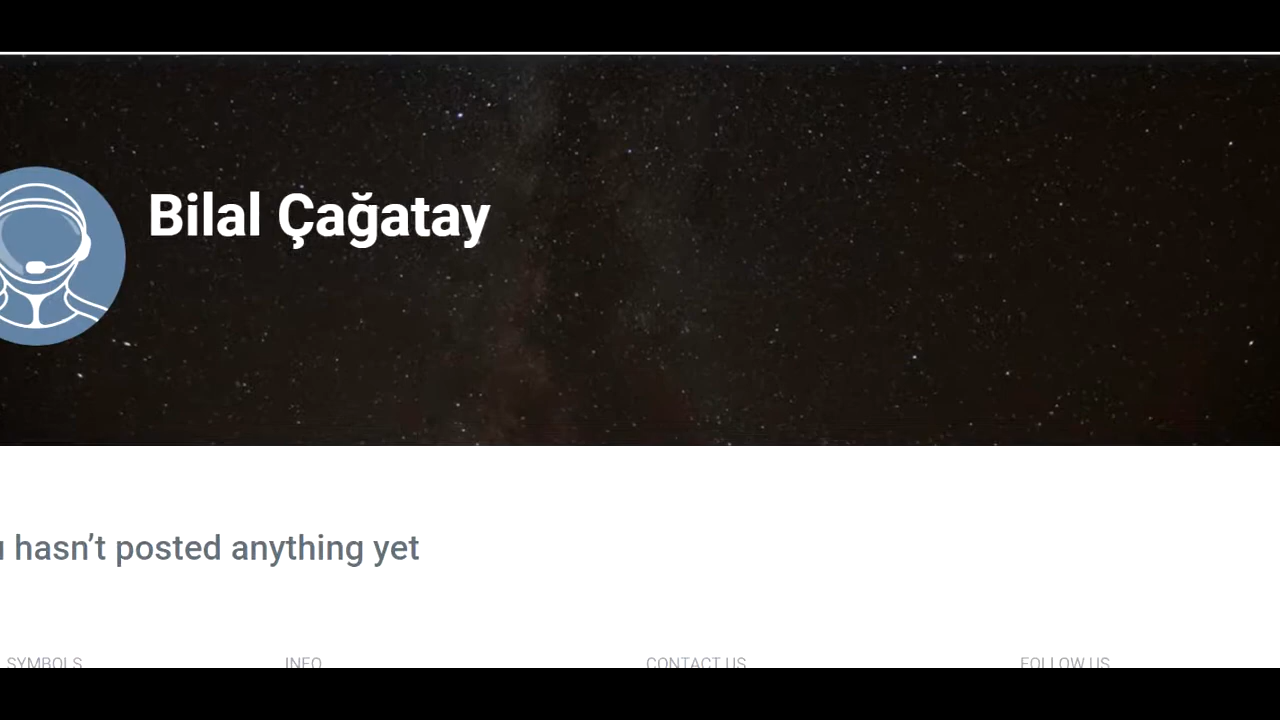 Bilal Çağatay
hasn’t posted anything yet
SYMBOLS
INFO
CONTACT US
FOLLOW US